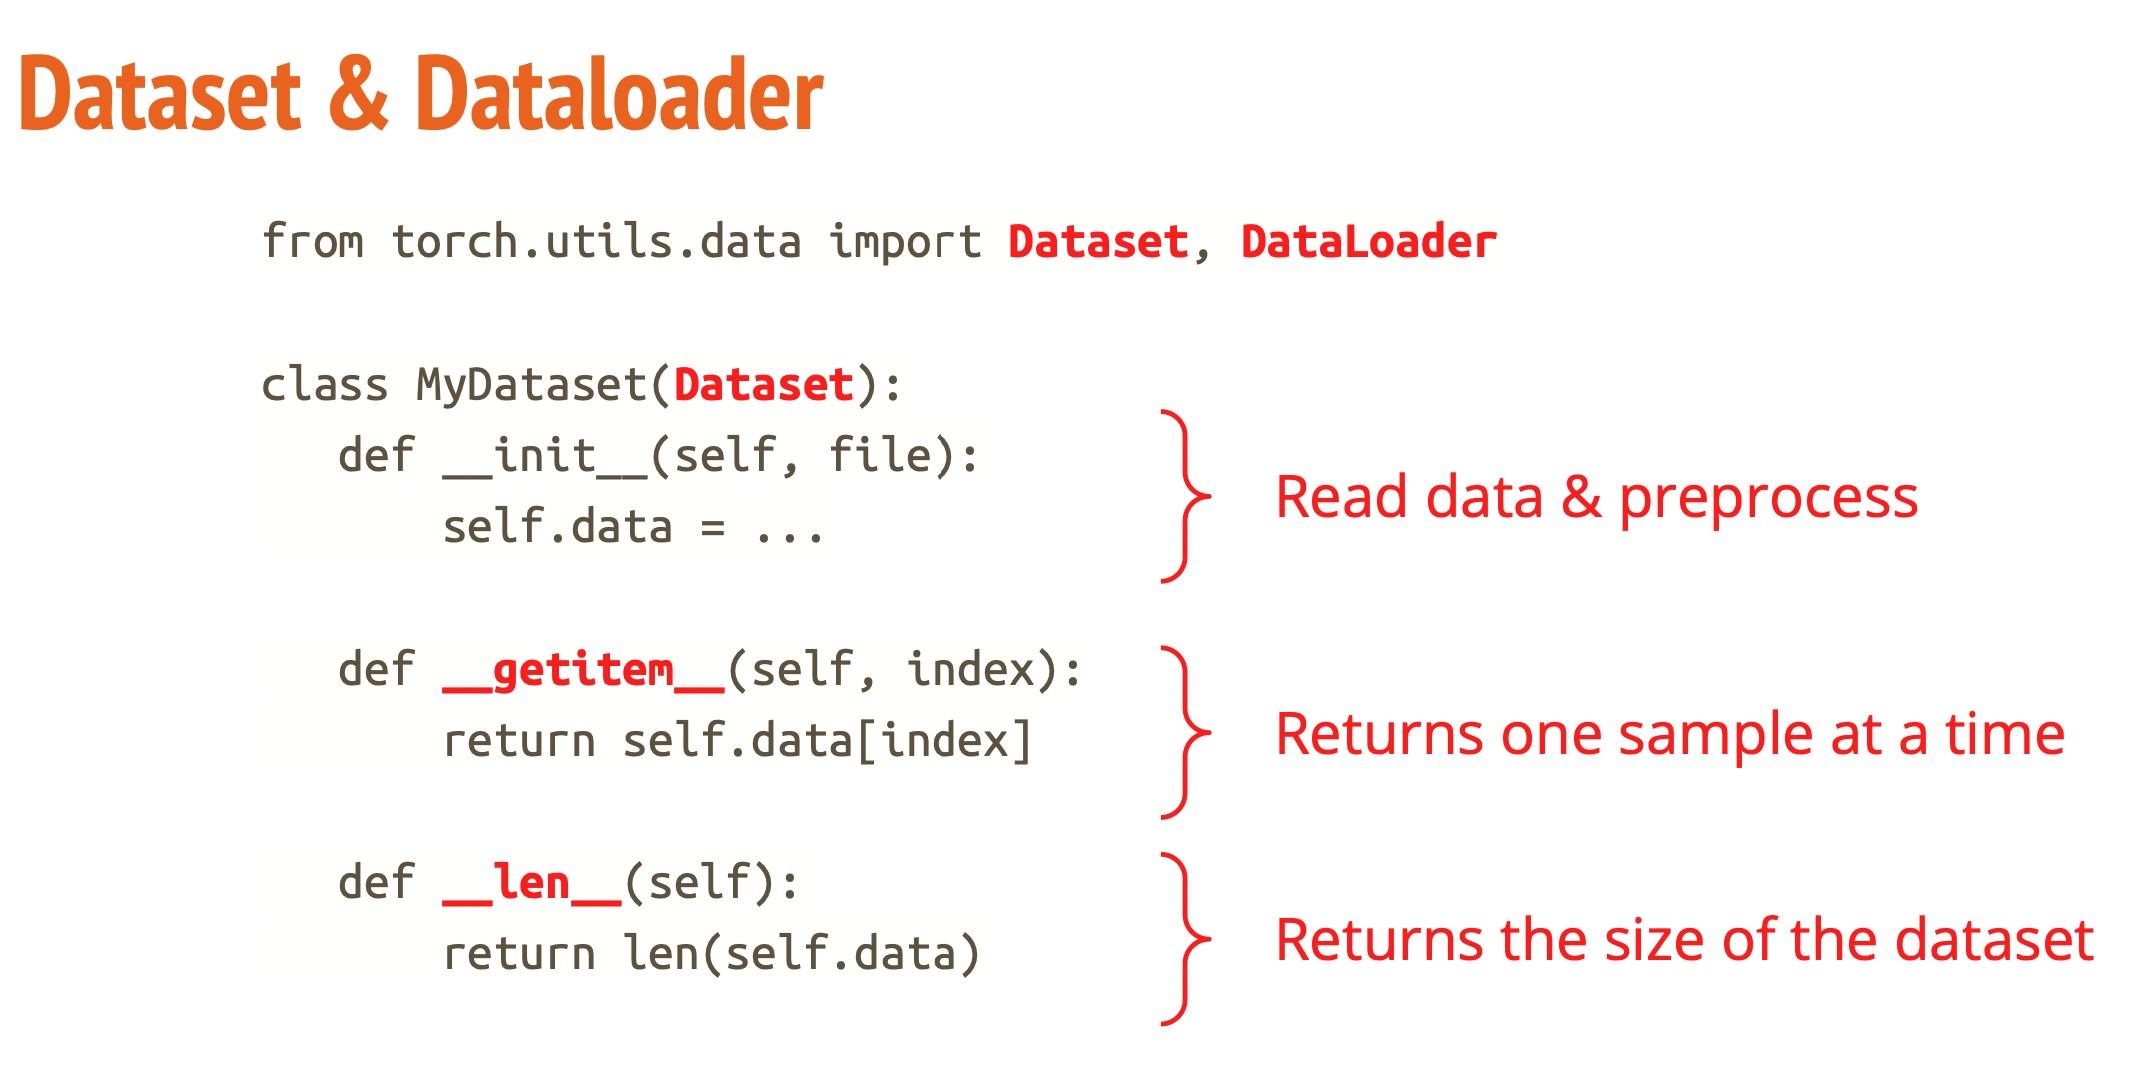 Dataset & Dataloader
from torch.utils.data import Dataset, DataLoader
class MyDataset(Dataset):
def __init__(self, file):
self.data = ...
Read data & preprocess
def __getitem__(self, index):
return self.data[index]
Returns one sample at a time
def __len__(self):
return len(self.data)
Returns the size of the dataset